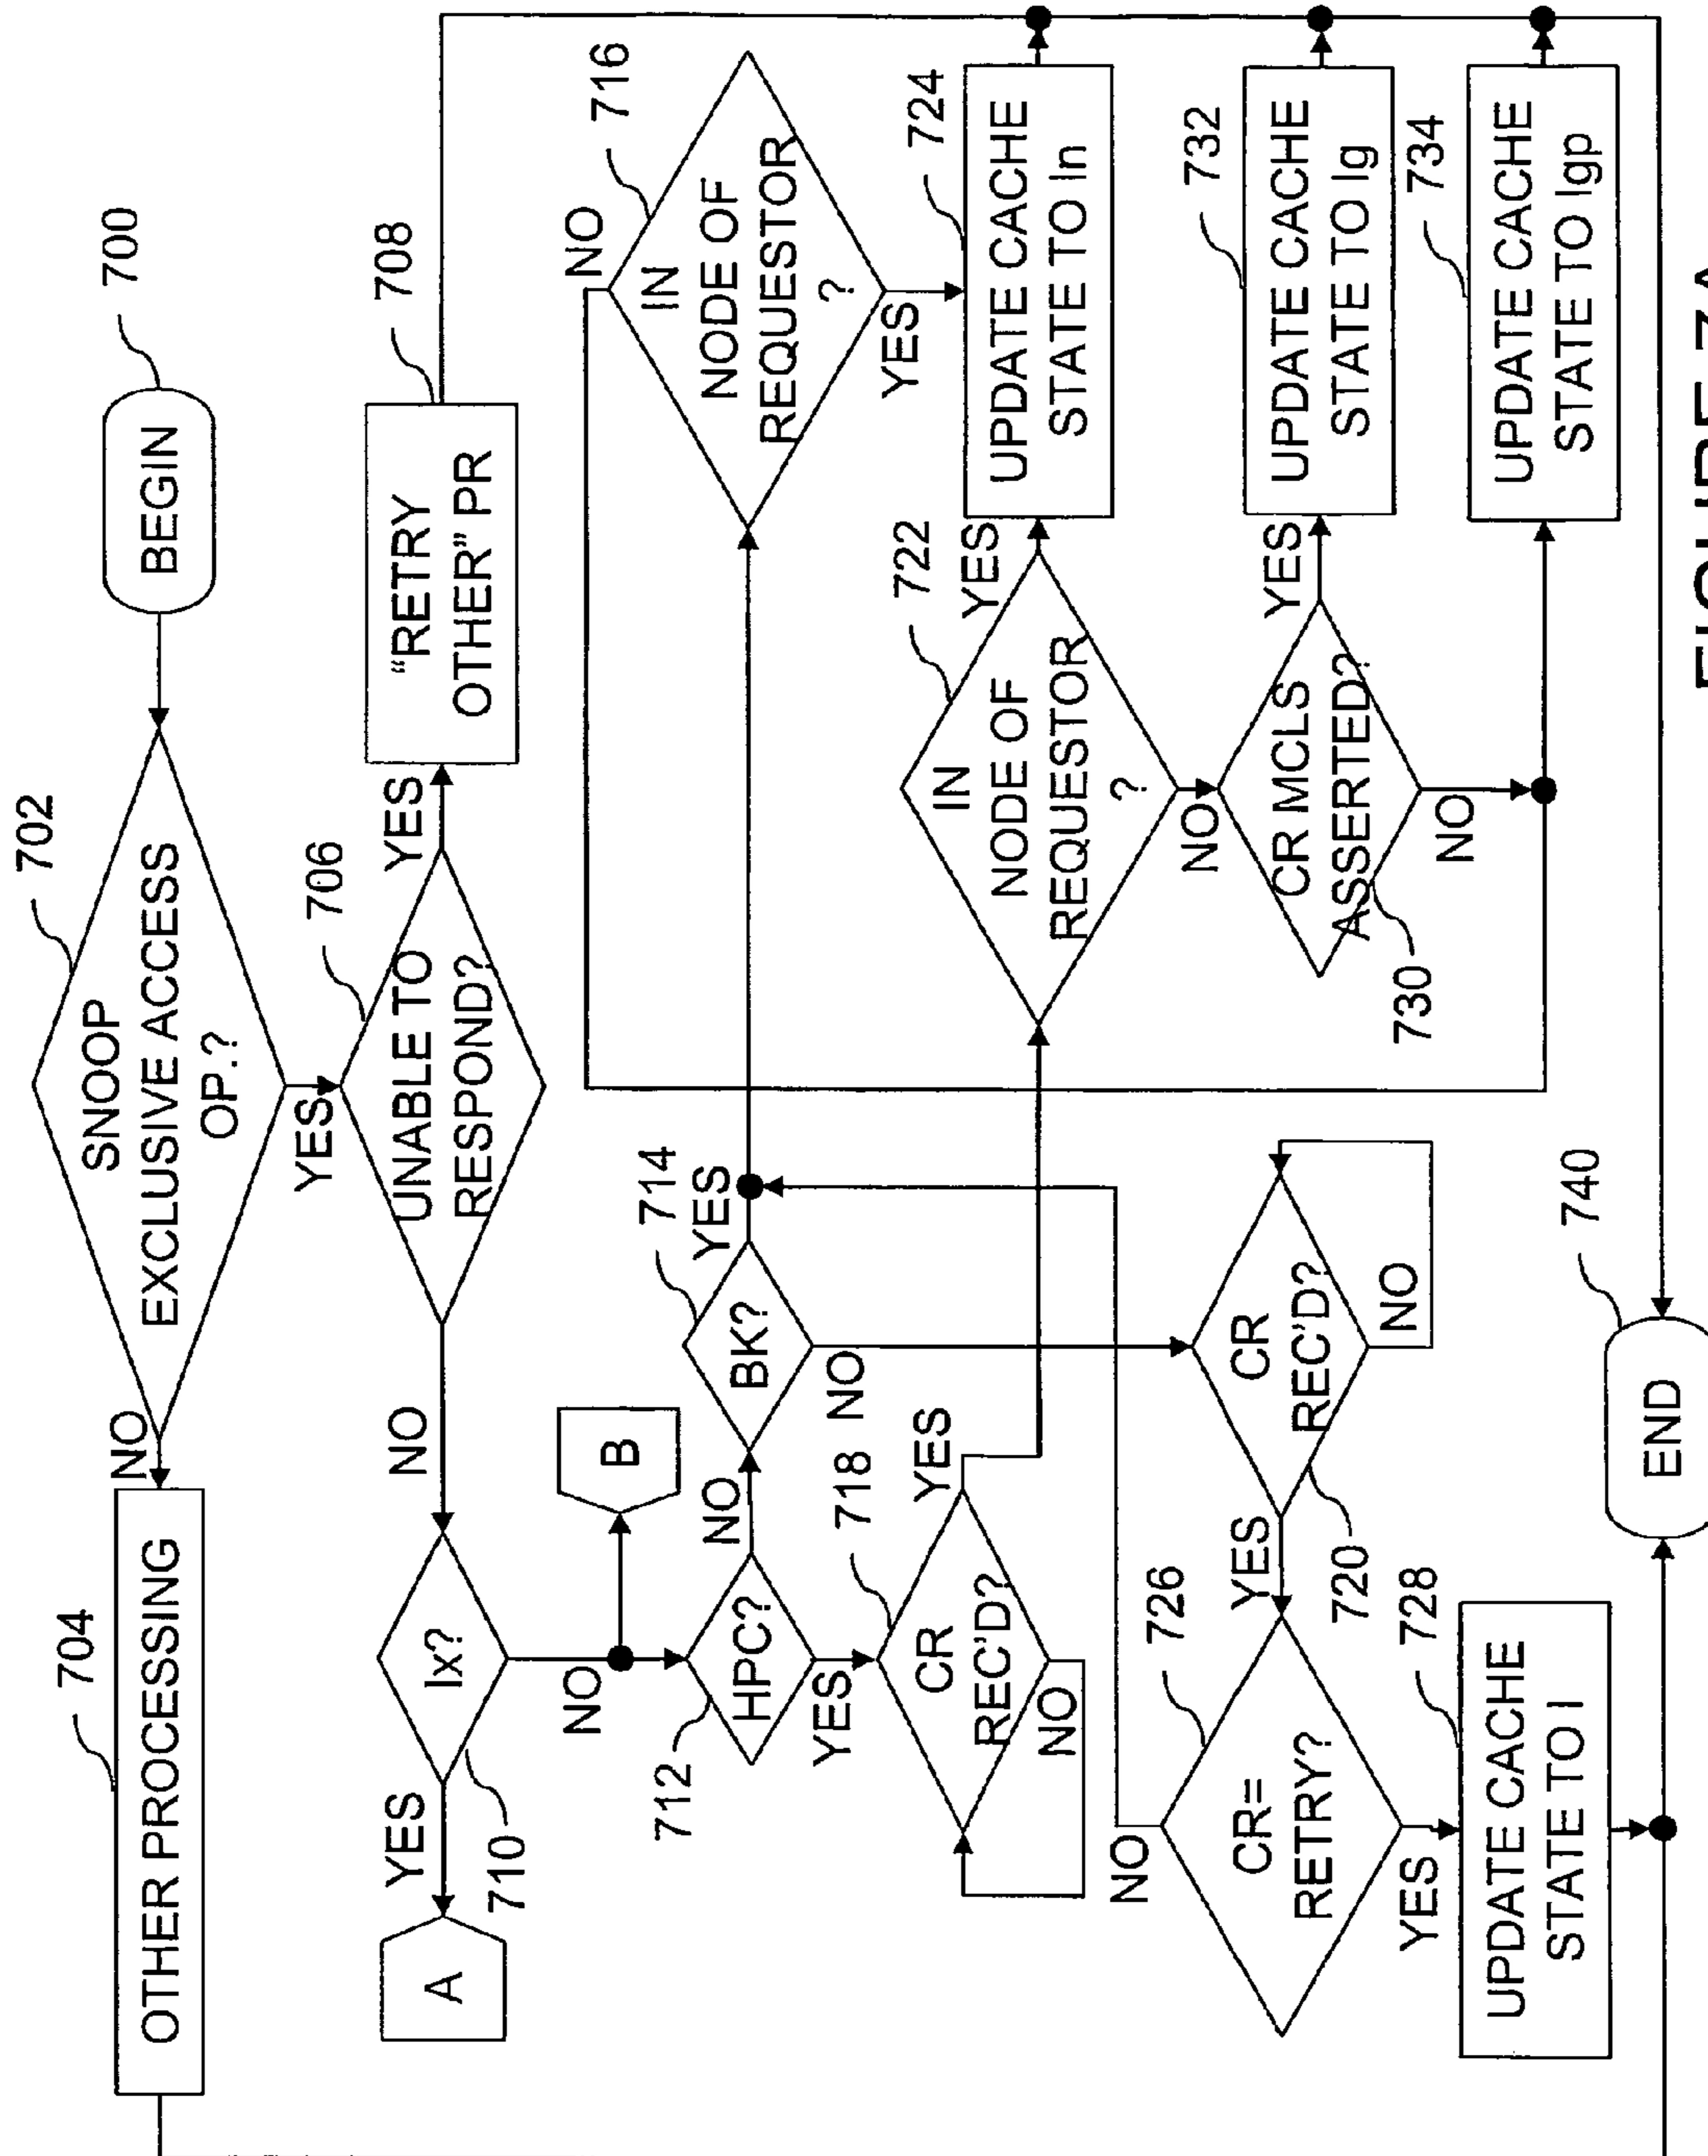 700
BEGIN
702
SNOOP
EXCLUSIVE ACCESS
OP.?
NO
YES
704
OTHER PROCESSING
706
UNABLE TO
RESPOND?
YES
NO
708
"RETRY
OTHER" PR
Ix?
YES
NO
710
A
B
HPC?
712
NO
YES
714
BK?
YES
NO
716
IN
NODE OF
REQUESTOR
?
NO
YES
718
CR
REC'D?
YES
NO
722
IN
NODE OF
REQUESTOR
?
YES
NO
724
UPDATE CACHE
STATE TO In
CR
REC'D?
720
YES
NO
726
CR=
RETRY?
NO
YES
CR MCLS
ASSERTED?
730
YES
NO
732
UPDATE CACHE
STATE TO Ig
728
UPDATE CACHE
STATE TO I
734
UPDATE CACHE
STATE TO Igp
740
END
FIGURE 7A